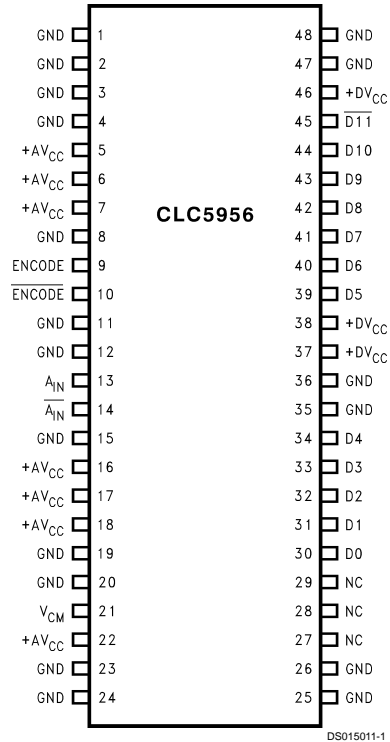 GND 1 48 GND
GND 2 47 GND
GND 3 46 +DVCC
GND 4 45 D̅1̅1̅
+AVCC 5 44 D10
+AVCC 6 43 D9
+AVCC 7 42 D8
CLC5956
GND 8 41 D7
ENCODE 9 40 D6
E̅N̅C̅O̅D̅E̅ 10 39 D5
GND 11 38 +DVCC
GND 12 37 +DVCC
AIN 13 36 GND
A̅I̅N̅ 14 35 GND
GND 15 34 D4
+AVCC 16 33 D3
+AVCC 17 32 D2
+AVCC 18 31 D1
GND 19 30 D0
GND 20 29 NC
VCM 21 28 NC
+AVCC 22 27 NC
GND 23 26 GND
GND 24 25 GND
DS015011-1